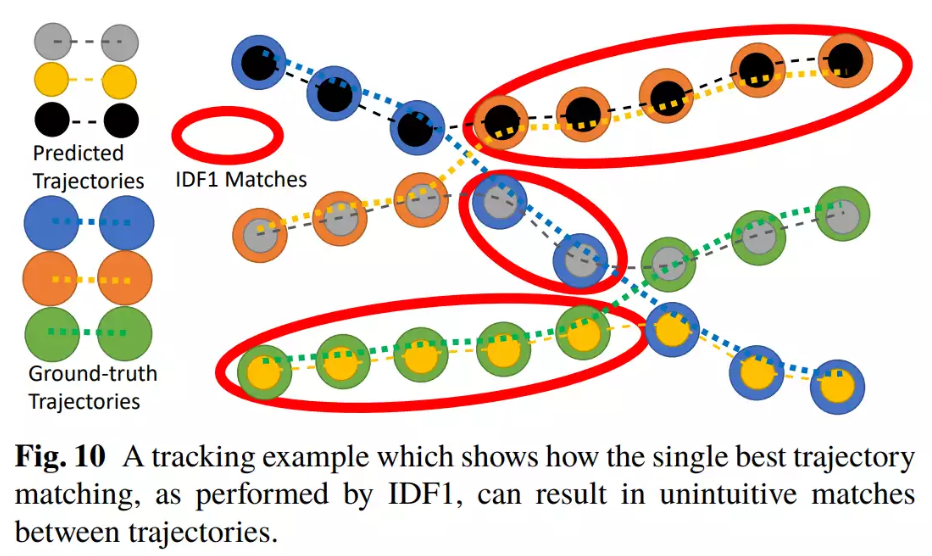 Predicted
Trajectories
IDF1 Matches
Ground-truth
Trajectories
Fig. 10 A tracking example which shows how the single best trajectory
matching, as performed by IDF1, can result in unintuitive matches
between trajectories.